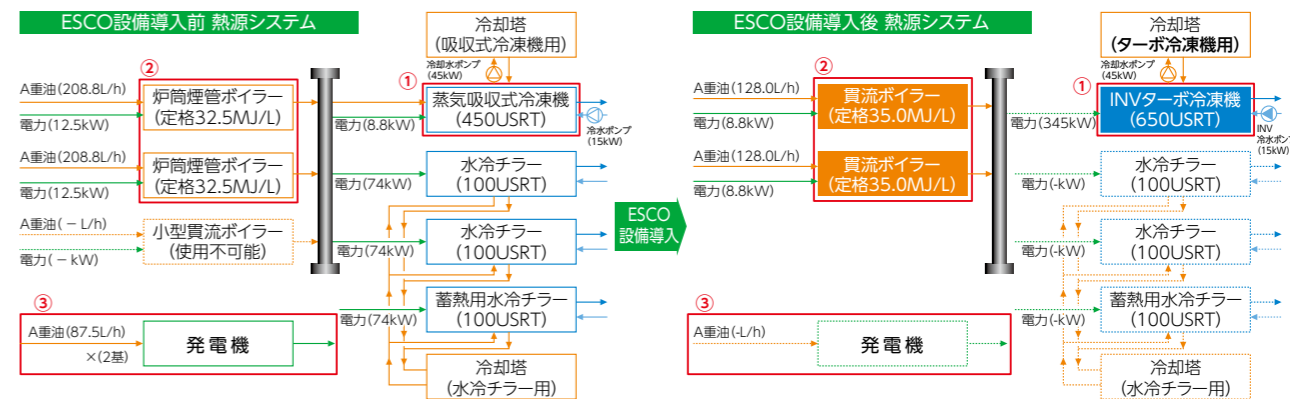 ESCO設備導入前 熱源システム
冷却塔
(吸収式冷凍機用)
冷却水ポンプ
(45kW)
②
①
A重油(208.8L/h)
炉筒煙管ボイラー
(定格32.5MJ/L)
電力(12.5kW)
蒸気吸収式冷凍機
(450USRT)
電力(8.8kW)
冷水ポンプ
(15kW)
A重油(208.8L/h)
炉筒煙管ボイラー
(定格32.5MJ/L)
電力(12.5kW)
水冷チラー
(100USRT)
電力(74kW)
A重油(－L/h)
小型貫流ボイラー
(使用不可能)
電力(－kW)
水冷チラー
(100USRT)
電力(74kW)
③
A重油(87.5L/h)
×(2基)
発電機
蓄熱用水冷チラー
(100USRT)
電力(74kW)
冷却塔
(水冷チラー用)
ESCO
設備導入
ESCO設備導入後 熱源システム
冷却塔
(ターボ冷凍機用)
冷却水ポンプ
(45kW)
②
①
A重油(128.0L/h)
貫流ボイラー
(定格35.0MJ/L)
電力(8.8kW)
INVターボ冷凍機
(650USRT)
電力(345kW)
INV
冷水ポンプ
(15kW)
A重油(128.0L/h)
貫流ボイラー
(定格35.0MJ/L)
電力(8.8kW)
水冷チラー
(100USRT)
電力(-kW)
水冷チラー
(100USRT)
電力(-kW)
③
A重油(-L/h)
発電機
蓄熱用水冷チラー
(100USRT)
電力(-kW)
冷却塔
(水冷チラー用)